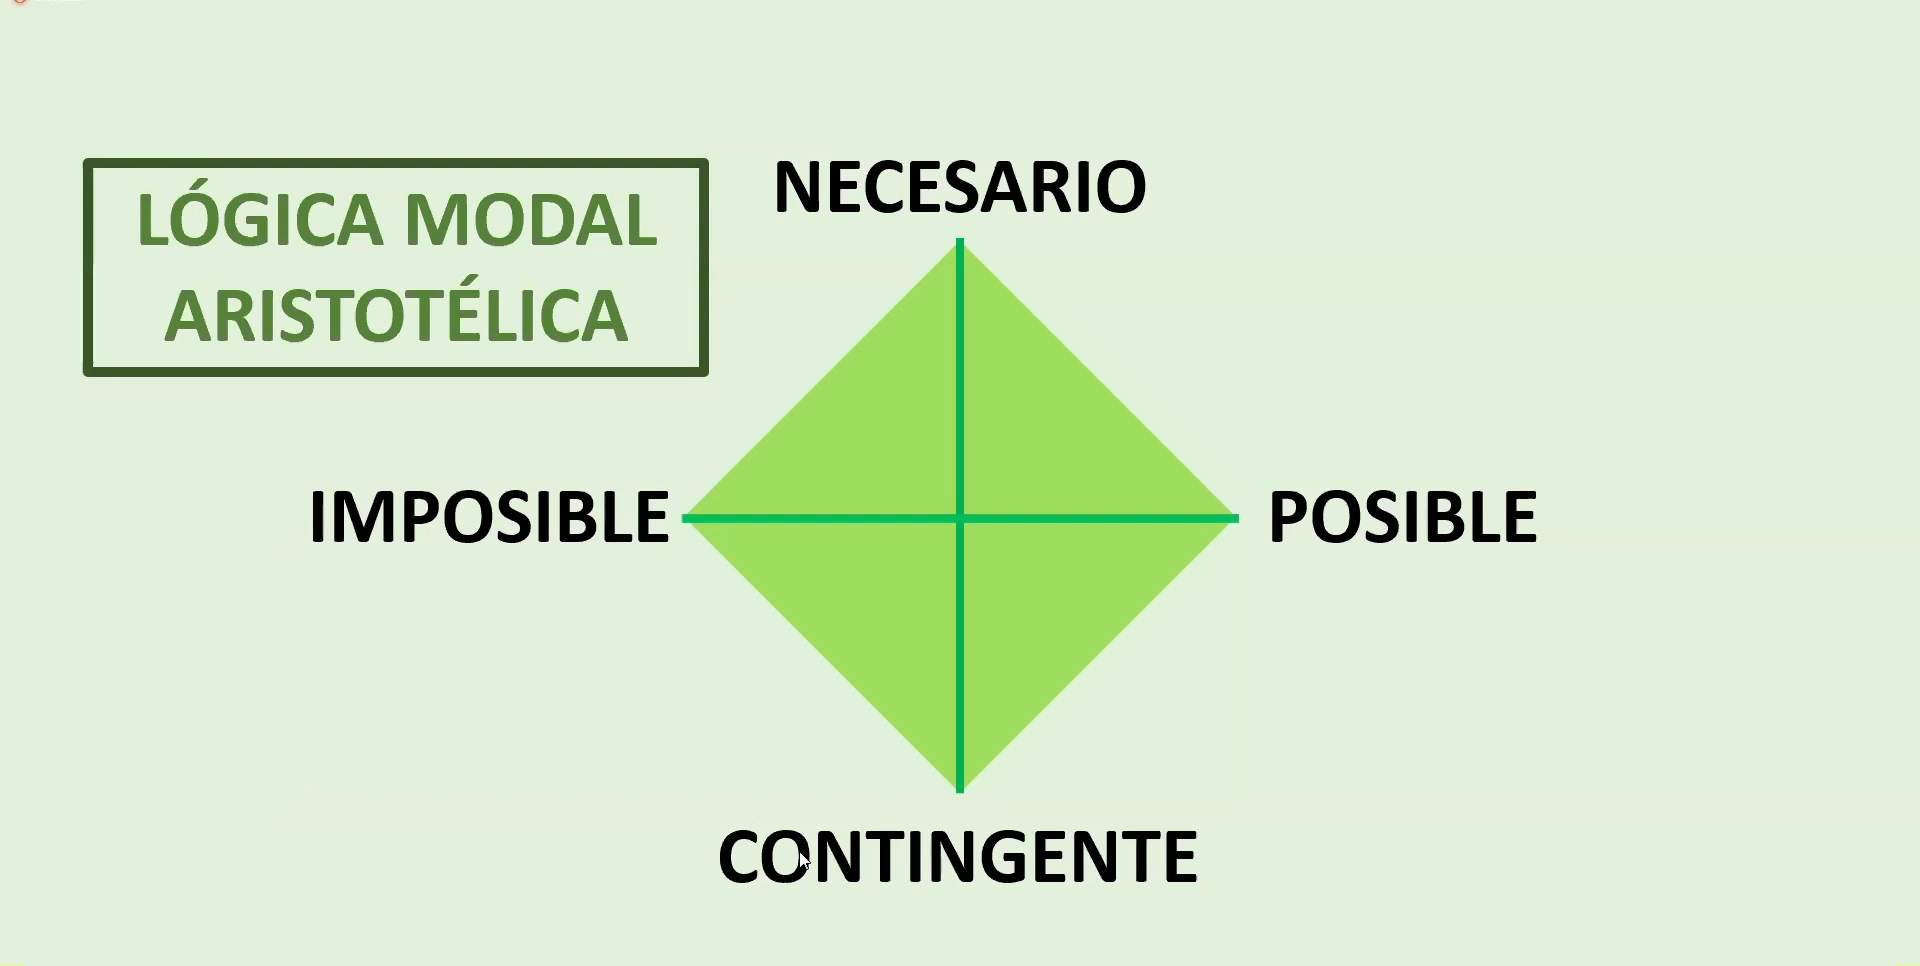 LÓGICA MODAL
ARISTOTÉLICA
NECESARIO
IMPOSIBLE
POSIBLE
CONTINGENTE